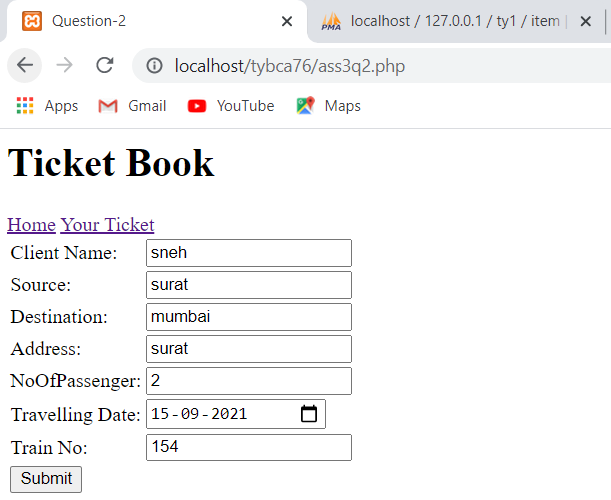 Question-2
PMA localhost / 127.0.0.1 / ty1 / item |
localhost/tybca76/ass3q2.php
Apps Gmail YouTube Maps
Ticket Book
Home Your Ticket
Client Name: sneh
Source: surat
Destination: mumbai
Address: surat
NoOfPassenger: 2
Travelling Date: 15-09-2021
Train No: 154
Submit